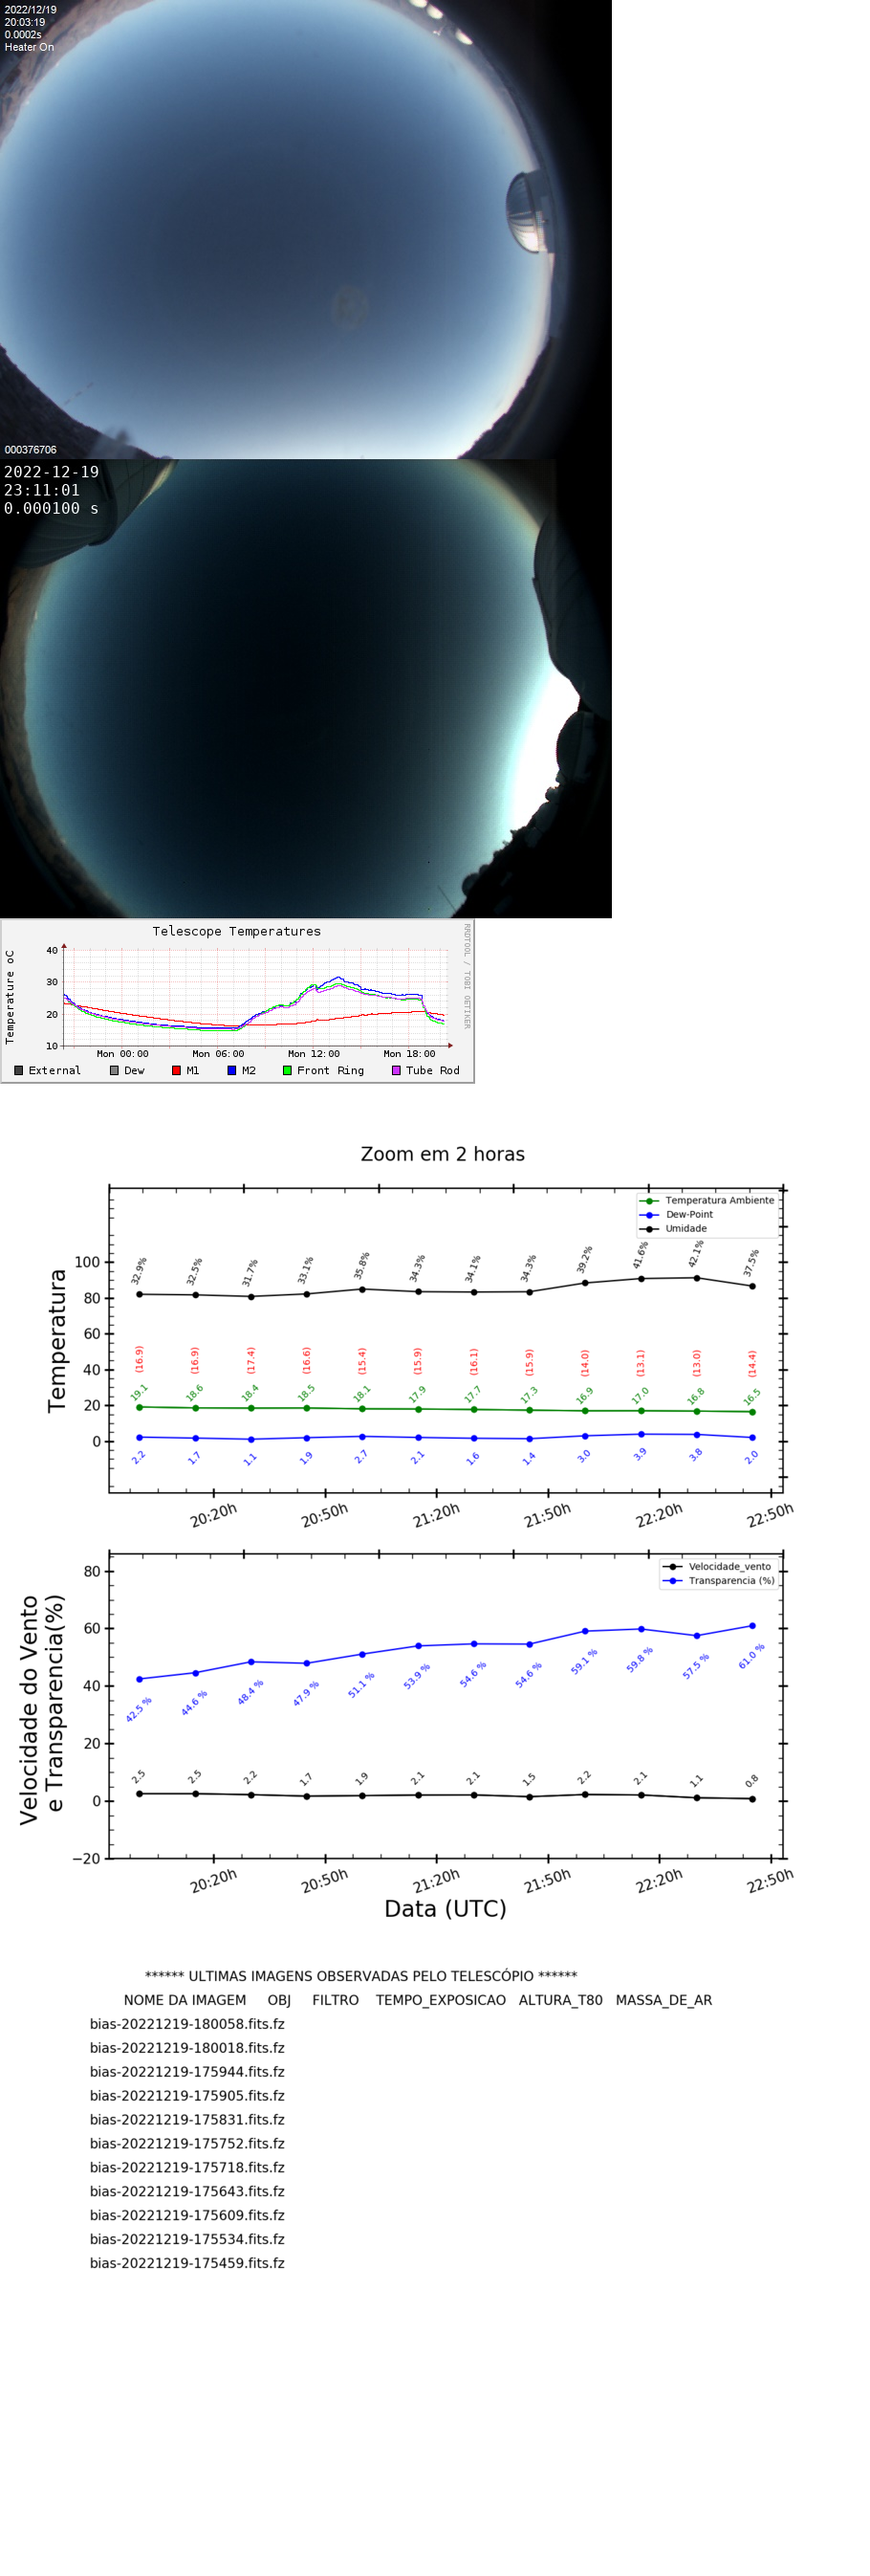 2022/12/19
20:03:19
0.0002s
Heater On
000376706
2022-12-19
23:11:01
0.000100 s
Telescope Temperatures
RRDTOOL / TOBI OETIKER
Temperature oC
40
30
20
10
Mon 00:00 Mon 06:00 Mon 12:00 Mon 18:00
External Dew M1 M2 Front Ring Tube Rod
Zoom em 2 horas
Temperatura Ambiente
Dew-Point
Umidade
Temperatura
100
80
60
40
20
0
32.9% 32.5% 31.7% 33.1% 35.8% 34.3% 34.1% 34.3% 39.2% 41.6% 42.1% 37.5%
(16.9) (16.9) (17.4) (16.6) (15.4) (15.9) (16.1) (15.9) (14.0) (13.1) (13.0) (14.4)
19.1 18.6 18.4 18.5 18.1 17.9 17.7 17.3 16.9 17.0 16.8 16.5
2.2 1.7 1.1 1.9 2.7 2.1 1.6 1.4 3.0 3.9 3.8 2.0
20:20h 20:50h 21:20h 21:50h 22:20h 22:50h
Velocidade_vento
Transparencia (%)
Velocidade do Vento
e Transparencia(%)
80
60
40
20
0
−20
42.5 % 44.6 % 48.4 % 47.9 % 51.1 % 53.9 % 54.6 % 54.6 % 59.1 % 59.8 % 57.5 % 61.0 %
2.5 2.5 2.2 1.7 1.9 2.1 2.1 1.5 2.2 2.1 1.1 0.8
20:20h 20:50h 21:20h 21:50h 22:20h 22:50h
Data (UTC)
****** ULTIMAS IMAGENS OBSERVADAS PELO TELESCÓPIO ******
NOME DA IMAGEM OBJ FILTRO TEMPO_EXPOSICAO ALTURA_T80 MASSA_DE_AR
bias-20221219-180058.fits.fz
bias-20221219-180018.fits.fz
bias-20221219-175944.fits.fz
bias-20221219-175905.fits.fz
bias-20221219-175831.fits.fz
bias-20221219-175752.fits.fz
bias-20221219-175718.fits.fz
bias-20221219-175643.fits.fz
bias-20221219-175609.fits.fz
bias-20221219-175534.fits.fz
bias-20221219-175459.fits.fz